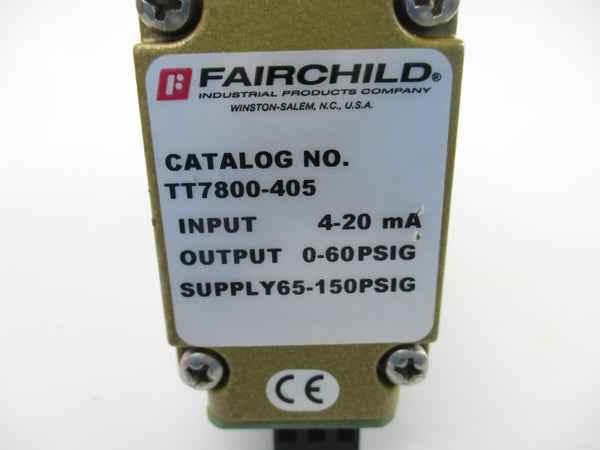 FAIRCHILD®
INDUSTRIAL PRODUCTS COMPANY
WINSTON-SALEM, N.C., U.S.A.
CATALOG NO.
TT7800-405
INPUT 4-20 mA
OUTPUT 0-60PSIG
SUPPLY65-150PSIG
CE